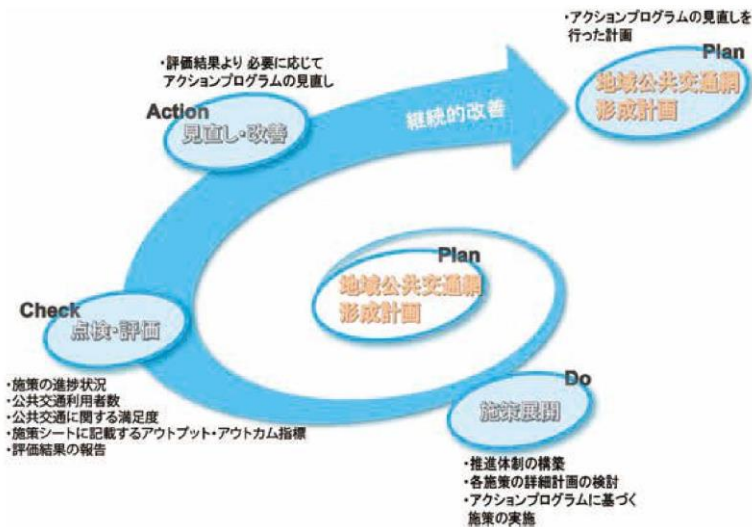 ・アクションプログラムの見直しを
行った計画
Plan
地域公共交通網
形成計画
・評価結果より 必要に応じて
アクションプログラムの見直し
Action
見直し・改善
継続的改善
Plan
地域公共交通網
形成計画
Check
点検・評価
・施策の進捗状況
・公共交通利用者数
・公共交通に関する満足度
・施策シートに記載するアウトプット・アウトカム指標
・評価結果の報告
Do
施策展開
・推進体制の構築
・各施策の詳細計画の検討
・アクションプログラムに基づく
施策の実施